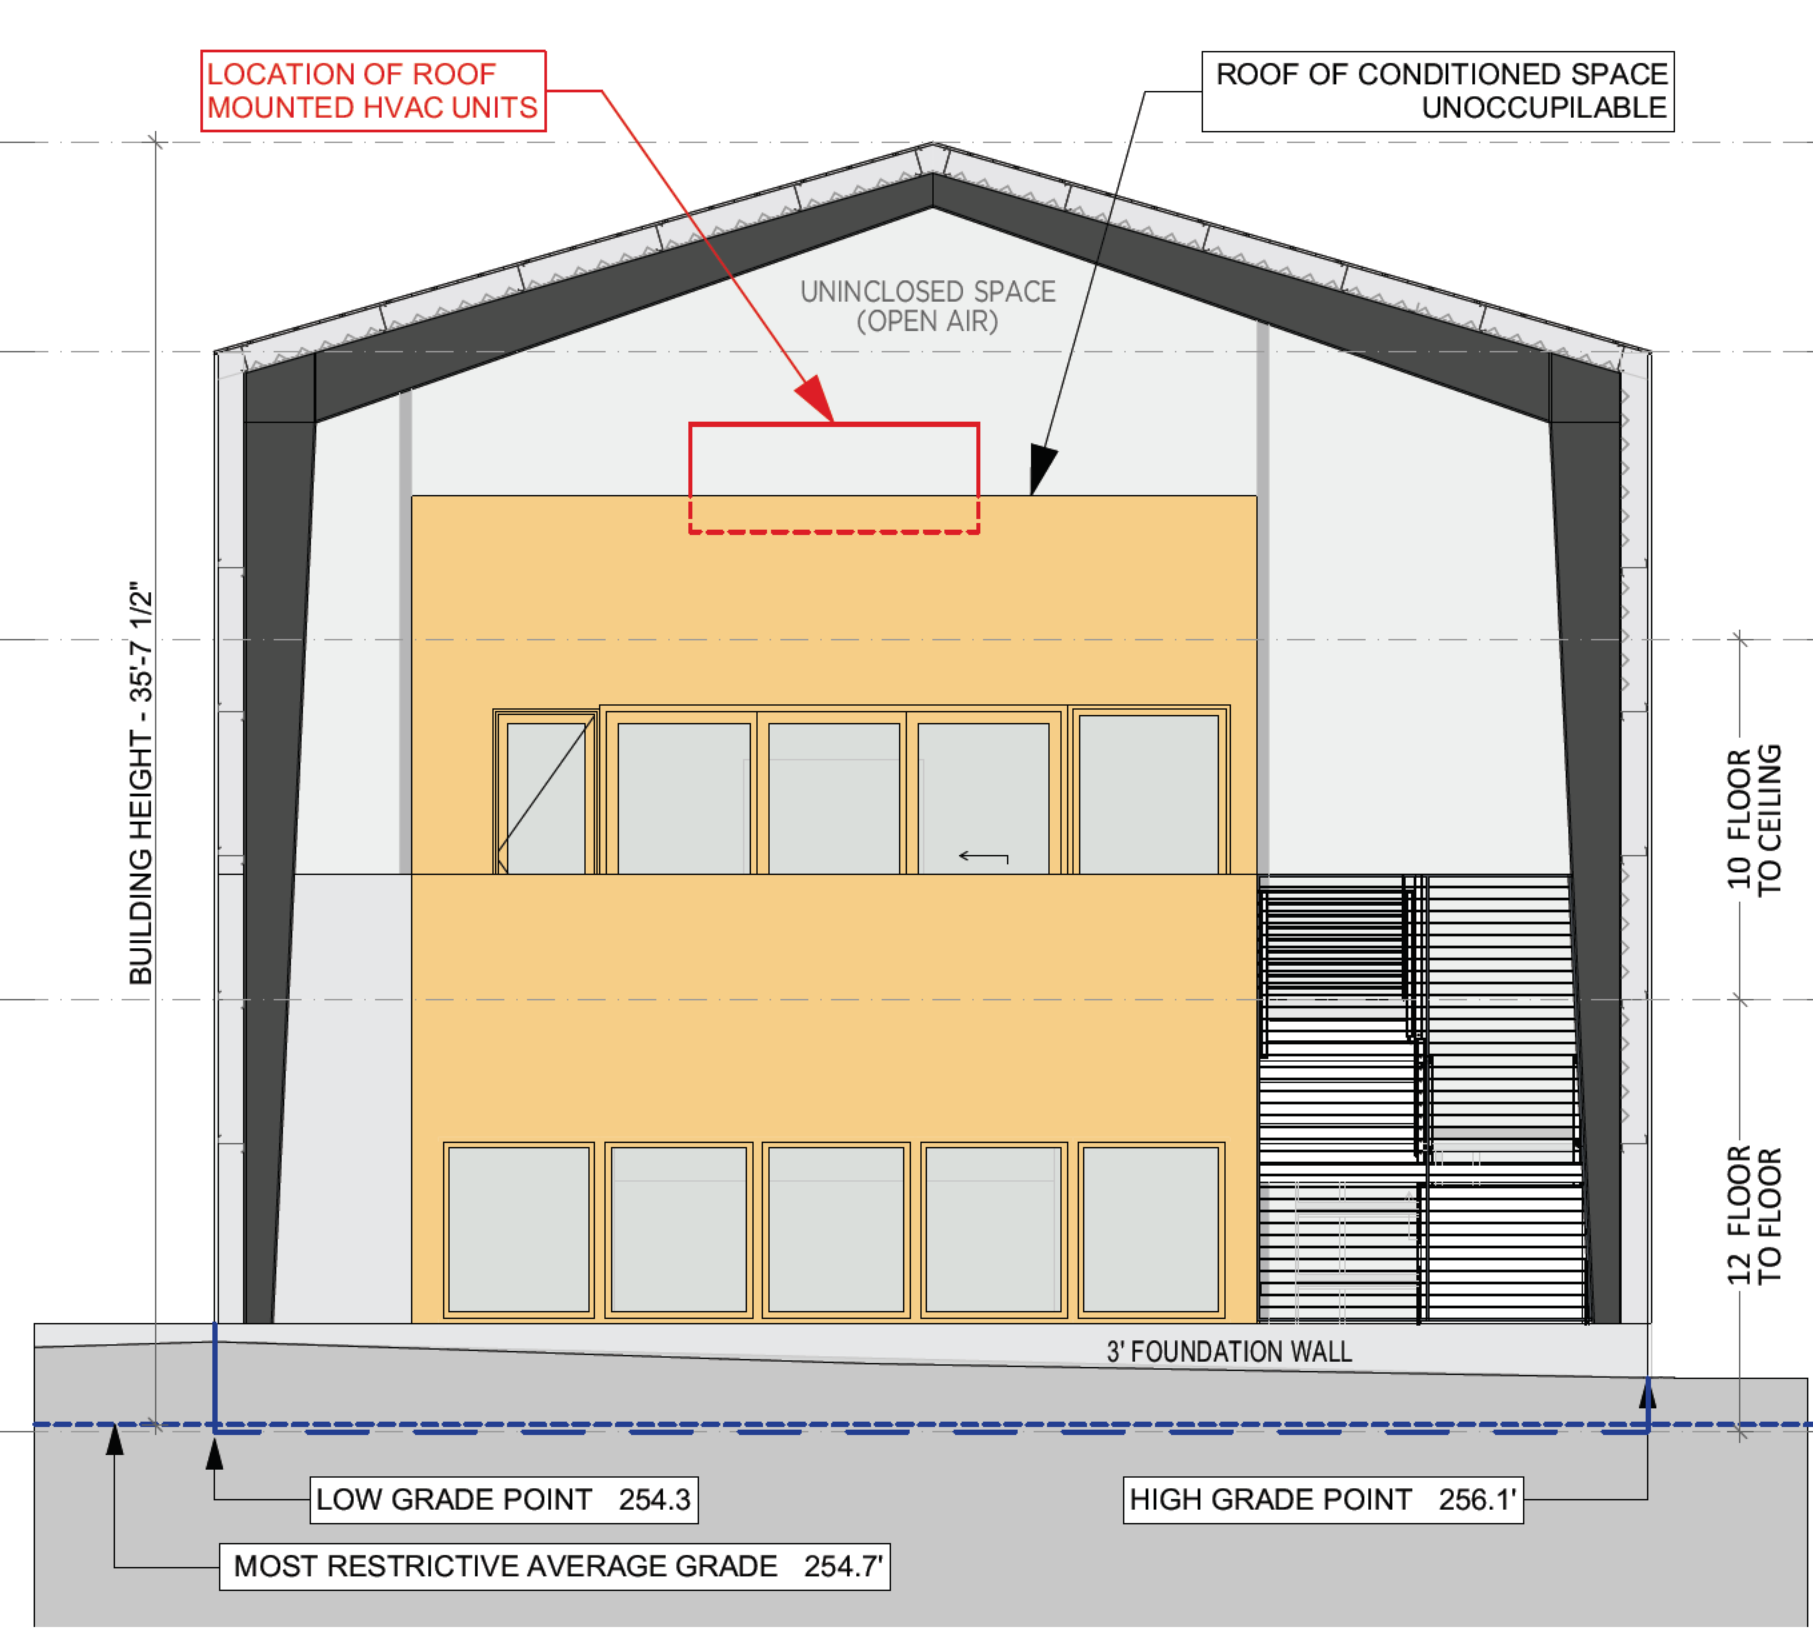 LOCATION OF ROOF
MOUNTED HVAC UNITS
ROOF OF CONDITIONED SPACE
UNOCCUPILABLE
UNINCLOSED SPACE
(OPEN AIR)
BUILDING HEIGHT - 35'-7 1/2"
10 FLOOR
TO CEILING
12 FLOOR
TO FLOOR
3' FOUNDATION WALL
LOW GRADE POINT 254.3
HIGH GRADE POINT 256.1'
MOST RESTRICTIVE AVERAGE GRADE 254.7'